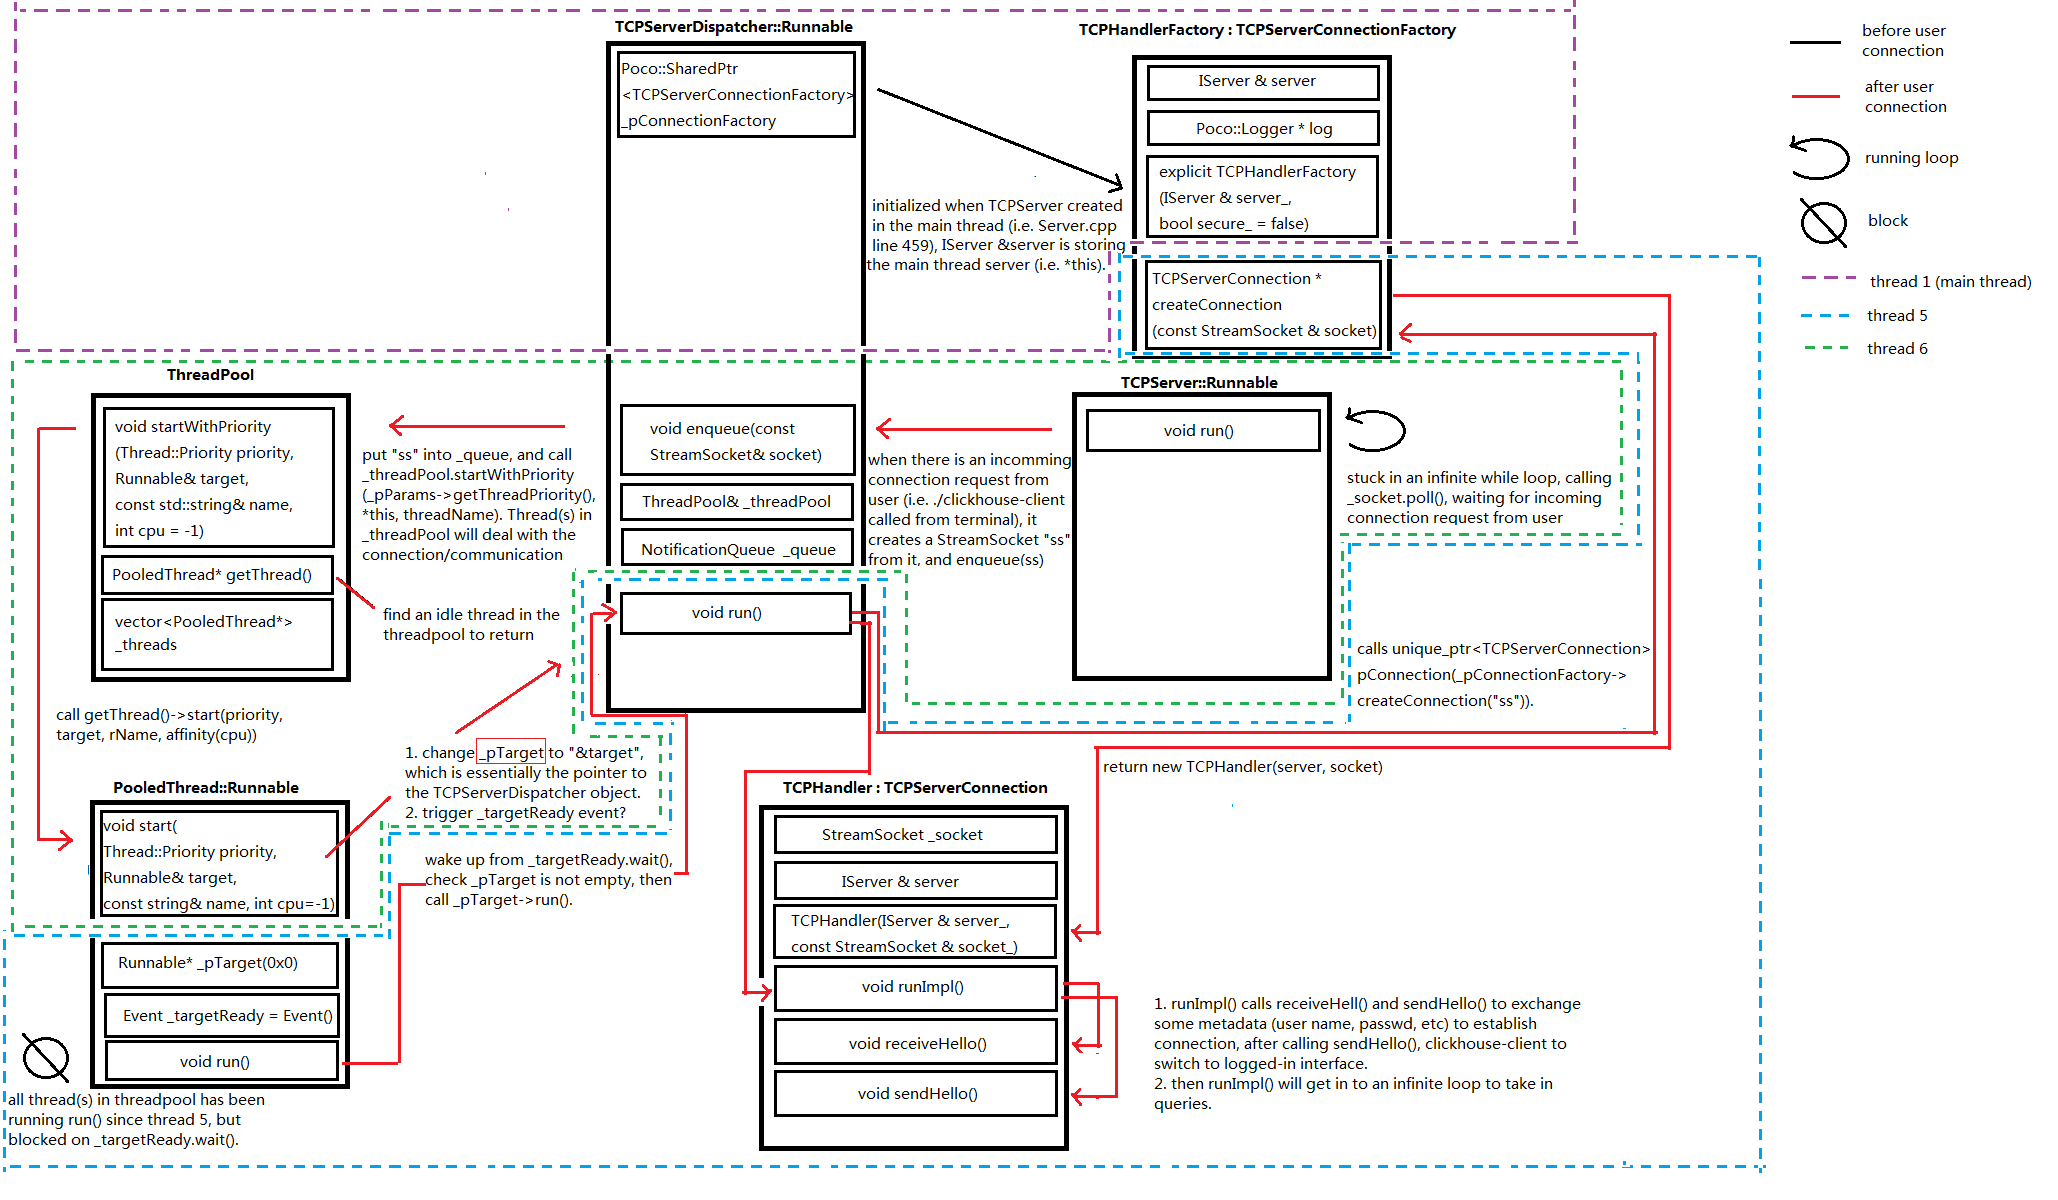 TCPServerDispatcher::Runnable
Poco::SharedPtr
<TCPServerConnectionFactory>
_pConnectionFactory
TCPHandlerFactory : TCPServerConnectionFactory
IServer & server
Poco::Logger * log
explicit TCPHandlerFactory
(IServer & server_,
bool secure_ = false)
initialized when TCPServer created
in the main thread (i.e. Server.cpp
line 459), IServer &server is storing
the main thread server (i.e. *this).
TCPServerConnection *
createConnection
(const StreamSocket & socket)
before user
connection
after user
connection
running loop
block
thread 1 (main thread)
thread 5
thread 6
ThreadPool
void startWithPriority
(Thread::Priority priority,
Runnable& target,
const std::string& name,
int cpu = -1)
PooledThread* getThread()
vector<PooledThread*>
_threads
put "ss" into _queue, and call
_threadPool.startWithPriority
(_pParams->getThreadPriority(),
*this, threadName). Thread(s) in
_threadPool will deal with the
connection/communication
find an idle thread in the
threadpool to return
void enqueue(const
StreamSocket& socket)
ThreadPool& _threadPool
NotificationQueue _queue
void run()
when there is an incomming
connection request from
user (i.e. ./clickhouse-client
called from terminal), it
creates a StreamSocket "ss"
from it, and enqueue(ss)
TCPServer::Runnable
void run()
stuck in an infinite while loop, calling
_socket.poll(), waiting for incoming
connection request from user
calls unique_ptr<TCPServerConnection>
pConnection(_pConnectionFactory->
createConnection("ss")).
call getThread()->start(priority,
target, rName, affinity(cpu))
1. change _pTarget to "&target",
which is essentially the pointer to
the TCPServerDispatcher object.
2. trigger _targetReady event?
PooledThread::Runnable
void start(
Thread::Priority priority,
Runnable& target,
const string& name, int cpu=-1)
Runnable* _pTarget(0x0)
Event _targetReady = Event()
void run()
wake up from _targetReady.wait(),
check _pTarget is not empty, then
call _pTarget->run().
all thread(s) in threadpool has been
running run() since thread 5, but
blocked on _targetReady.wait().
TCPHandler : TCPServerConnection
StreamSocket _socket
IServer & server
TCPHandler(IServer & server_,
const StreamSocket & socket_)
void runImpl()
void receiveHello()
void sendHello()
return new TCPHandler(server, socket)
1. runImpl() calls receiveHell() and sendHello() to exchange
some metadata (user name, passwd, etc) to establish
connection, after calling sendHello(), clickhouse-client to
switch to logged-in interface.
2. then runImpl() will get in to an infinite loop to take in
queries.